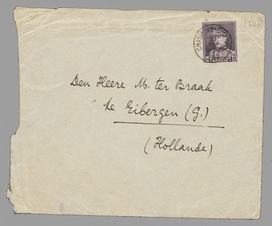 Den Heere M. ter Braak
te Eibergen (G.)
(Hollande)